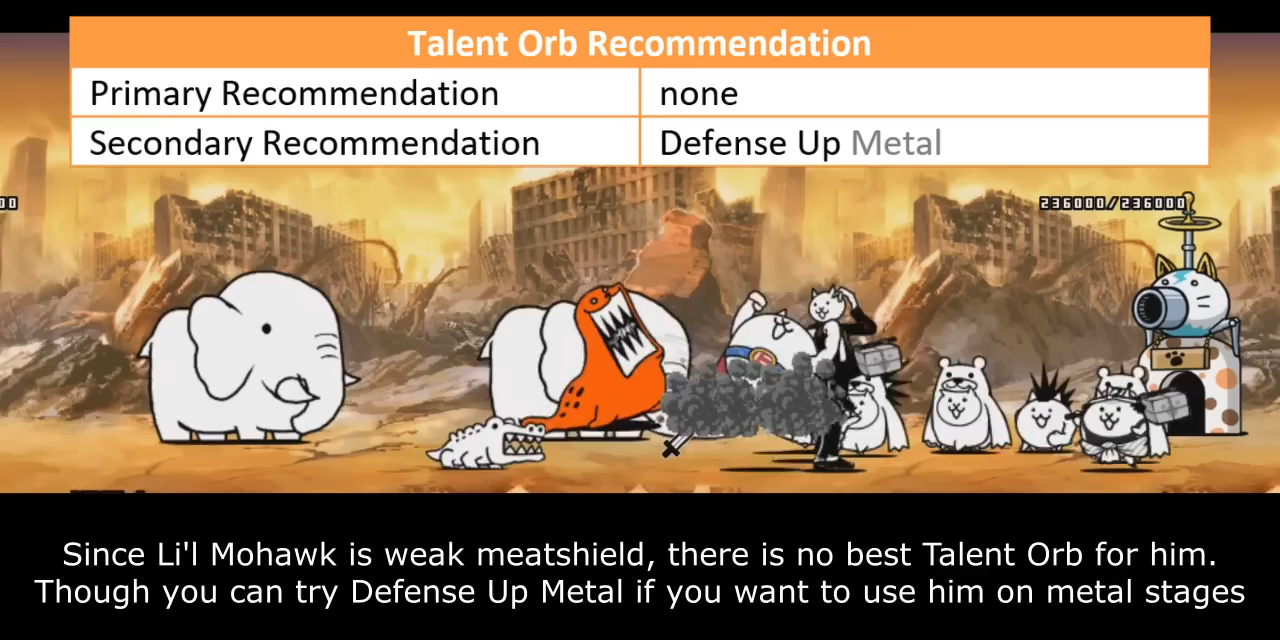 Talent Orb Recommendation
Primary Recommendation none
Secondary Recommendation Defense Up Metal
00
236000/236000
Since Li'l Mohawk is weak meatshield, there is no best Talent Orb for him.
Though you can try Defense Up Metal if you want to use him on metal stages